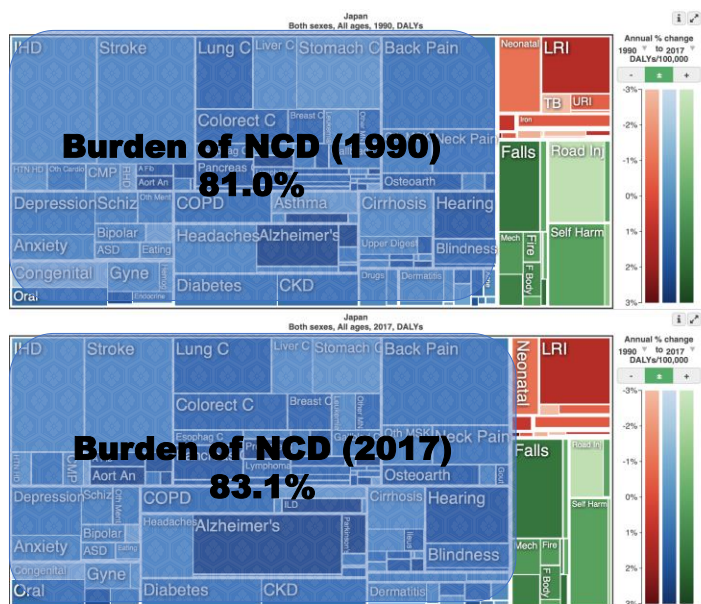 Japan
Both sexes, All ages, 1990, DALYs
IHD
Stroke
Lung C
Liver C
Stomach C
Back Pain
Neonatal
LRI
TB
URI
Iron
Colorect C
Breast C
Neck Pain
Burden of NCD (1990)
81.0%
HTN HD
Oth Cardio
CMP
RHD
A Fib
Aort An
Pancreas C
Osteoarth
Falls
Road Inj
Depression
Schiz
Oth Ment
COPD
Asthma
Cirrhosis
Hearing
Bipolar
Anxiety
ASD
Eating
Headaches
Alzheimer's
Upper Digest
Blindness
Mech
Fire
F Body
Self Harm
Congenital
Gyne
Hemog
Endocrine
Oral
Diabetes
CKD
Drugs
Dermatitis
Annual % change
1990 to 2017
DALYs/100,000
- = +
-3%
-2%
-1%
0%
1%
2%
3%
Japan
Both sexes, All ages, 2017, DALYs
IHD
Stroke
Lung C
Liver C
Stomach C
Back Pain
Neonatal
LRI
Colorect C
Breast C
Leukemia
Other MN
Esophag C
Oth MSK
Neck Pain
Burden of NCD (2017)
83.1%
HTN HD
CMP
Aort An
Lymphoma
Osteoarth
Gout
Falls
Road Inj
Depression
Schiz
Oth Ment
COPD
ILD
Cirrhosis
Hearing
Bipolar
Anxiety
ASD
Eating
Headaches
Alzheimer's
Parkinson
Ileus
Blindness
Mech
Fire
F Body
Self Harm
Congenital
Gyne
Oral
Diabetes
CKD
Dermatitis
Annual % change
1990 to 2017
DALYs/100,000
- = +
-3%
-2%
-1%
0%
1%
2%
3%